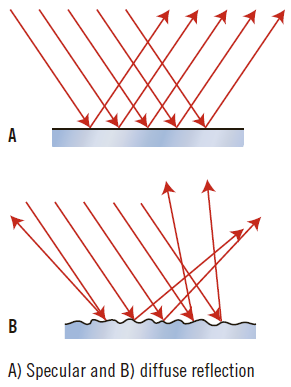 A
B
A) Specular and B) diffuse reflection